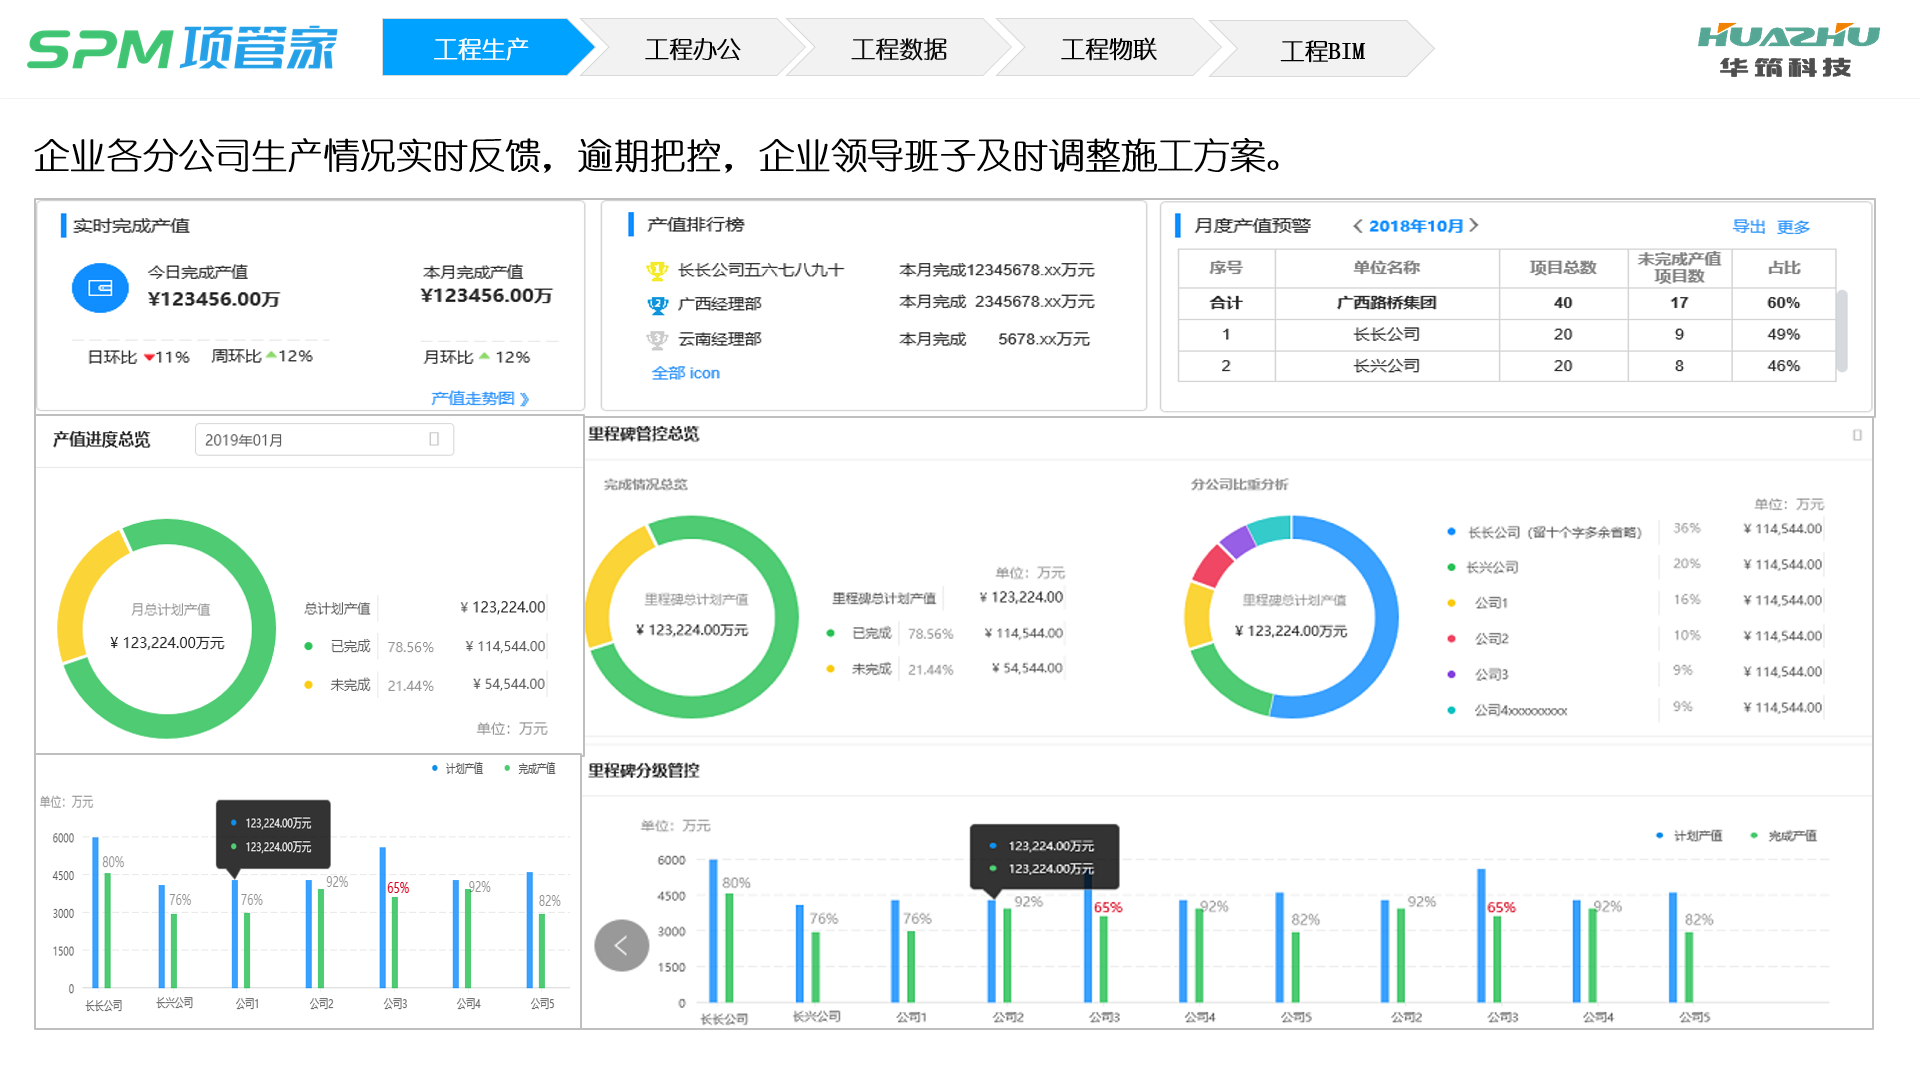 SPM项管家
工程生产
工程办公
工程数据
工程物联
工程BIM
HUAZHU
华筑科技
企业各分公司生产情况实时反馈，逾期把控，企业领导班子及时调整施工方案。
实时完成产值
今日完成产值
¥123456.00万
本月完成产值
¥123456.00万
日环比 11%
周环比 12%
月环比 12%
产值走势图 》
产值排行榜
1 长长公司五六七八九十 本月完成12345678.xx万元
2 广西经理部 本月完成 2345678.xx万元
3 云南经理部 本月完成 5678.xx万元
全部 icon
月度产值预警 < 2018年10月 > 导出 更多
序号 单位名称 项目总数 未完成产值项目数 占比
合计 广西路桥集团 40 17 60%
1 长长公司 20 9 49%
2 长兴公司 20 8 46%
产值进度总览 2019年01月
月总计划产值
¥ 123,224.00万元
总计划产值 ¥ 123,224.00
已完成 78.56% ¥ 114,544.00
未完成 21.44% ¥ 54,544.00
单位：万元
里程碑管控总览
完成情况总览
里程碑总计划产值
¥ 123,224.00万元
单位：万元
里程碑总计划产值 ¥ 123,224.00
已完成 78.56% ¥ 114,544.00
未完成 21.44% ¥ 54,544.00
分公司比重分析
里程碑总计划产值
¥ 123,224.00万元
单位：万元
长长公司（留十个字多余省略） 36% ¥ 114,544.00
长兴公司 20% ¥ 114,544.00
公司1 16% ¥ 114,544.00
公司2 10% ¥ 114,544.00
公司3 9% ¥ 114,544.00
公司4xxxxxxxxx 9% ¥ 114,544.00
计划产值 完成产值
单位：万元
123,224.00万元
123,224.00万元
6000
4500
3000
1500
0
80% 76% 76% 92% 65% 92% 82%
长长公司 长兴公司 公司1 公司2 公司3 公司4 公司5
里程碑分级管控
单位：万元
计划产值 完成产值
123,224.00万元
123,224.00万元
6000
4500
3000
1500
0
80% 76% 76% 92% 65% 92% 82% 92% 65% 92% 82%
长长公司 长兴公司 公司1 公司2 公司3 公司4 公司5 公司2 公司3 公司4 公司5